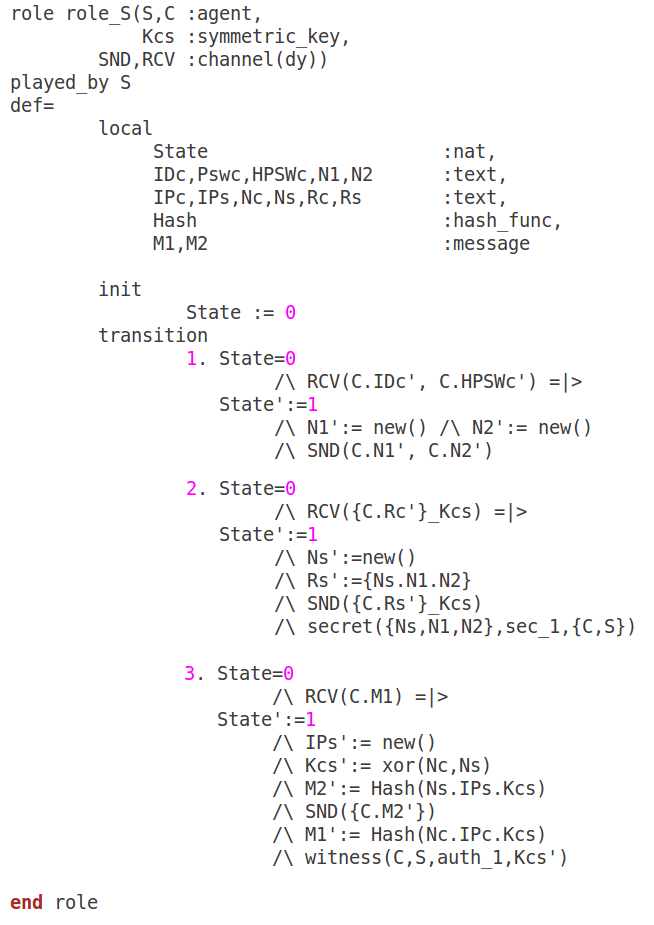 role role_S(S,C :agent,
            Kcs :symmetric_key,
        SND,RCV :channel(dy))
played_by S
def=
        local
             State                     :nat,
             IDc,Pswc,HPSWc,N1,N2      :text,
             IPc,IPs,Nc,Ns,Rc,Rs       :text,
             Hash                      :hash_func,
             M1,M2                     :message
        init
                State := 0
        transition
                1. State=0
                        /\ RCV(C.IDc', C.HPSWc') =|>
                   State':=1
                        /\ N1':= new() /\ N2':= new()
                        /\ SND(C.N1', C.N2')
                2. State=0
                        /\ RCV({C.Rc'}_Kcs) =|>
                   State':=1
                        /\ Ns':=new()
                        /\ Rs':={Ns.N1.N2}
                        /\ SND({C.Rs'}_Kcs)
                        /\ secret({Ns,N1,N2},sec_1,{C,S})
                3. State=0
                        /\ RCV(C.M1) =|>
                   State':=1
                        /\ IPs':= new()
                        /\ Kcs':= xor(Nc,Ns)
                        /\ M2':= Hash(Ns.IPs.Kcs)
                        /\ SND({C.M2'})
                        /\ M1':= Hash(Nc.IPc.Kcs)
                        /\ witness(C,S,auth_1,Kcs')
end role